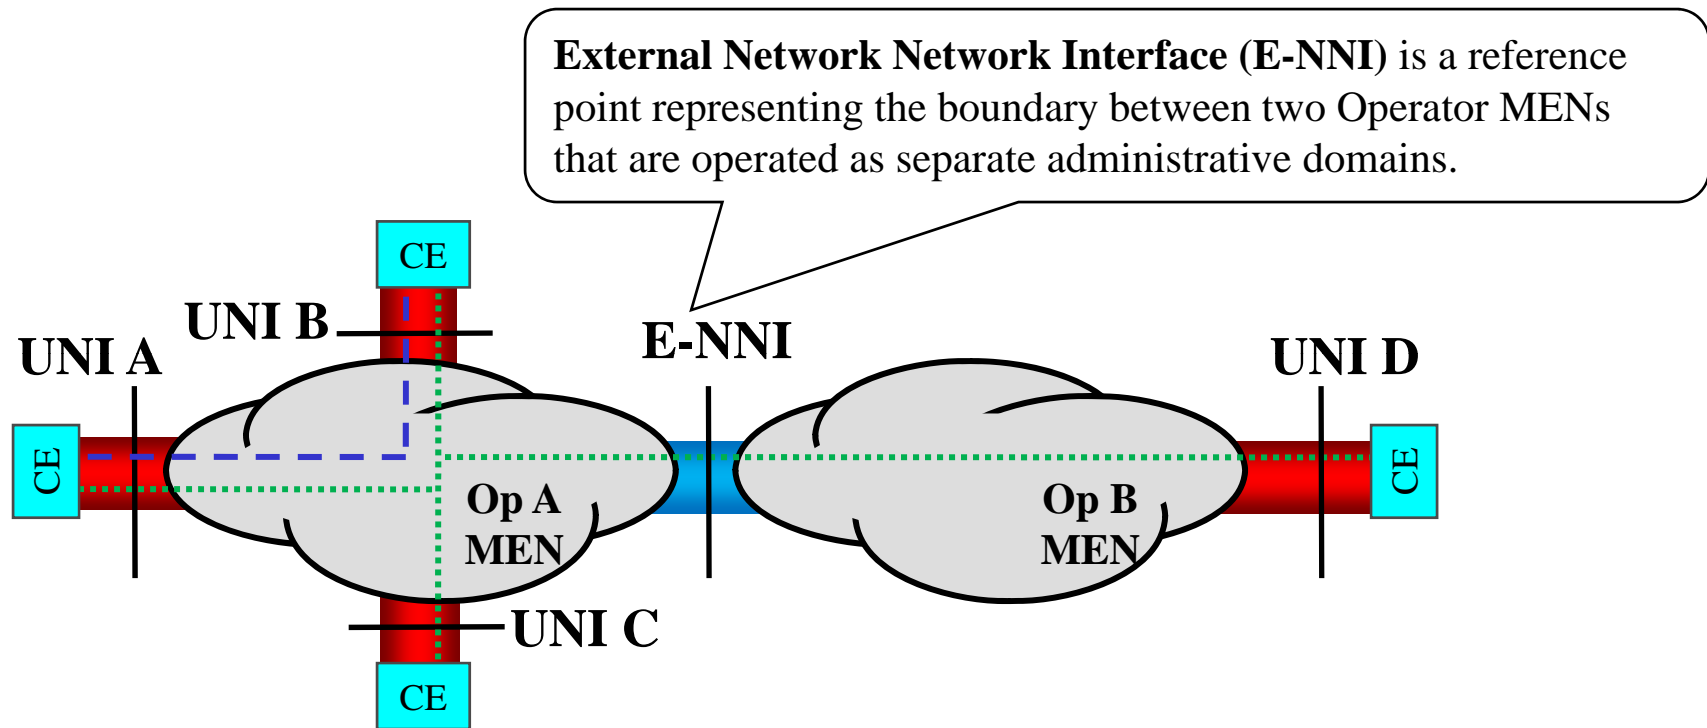 External Network Network Interface (E-NNI) is a reference
point representing the boundary between two Operator MENs
that are operated as separate administrative domains.
CE
UNI B
E-NNI
UNI A
UNI D
CE
CE
Op A
MEN
Op B
MEN
UNI C
CE